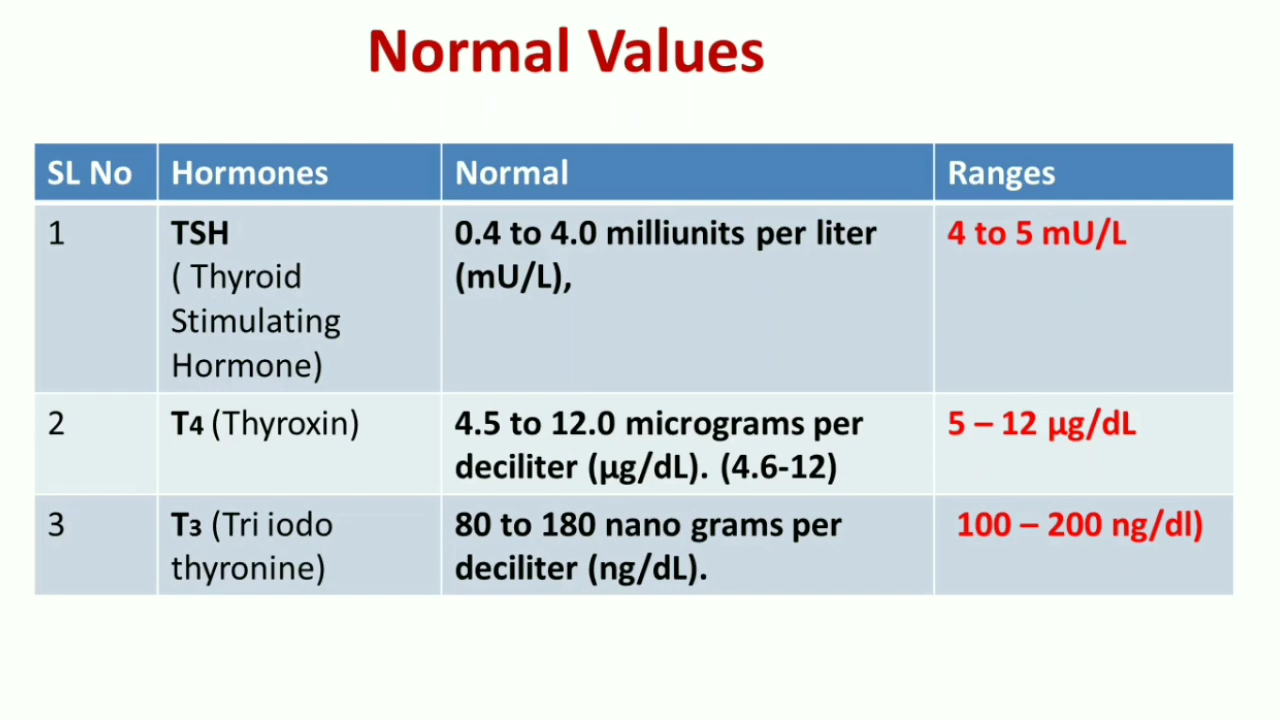 Normal Values
SL No Hormones Normal Ranges
1 TSH 0.4 to 4.0 milliunits per liter 4 to 5 mU/L
( Thyroid (mU/L),
Stimulating
Hormone)
2 T4 (Thyroxin) 4.5 to 12.0 micrograms per 5 – 12 µg/dL
deciliter (µg/dL). (4.6-12)
3 T3 (Tri iodo 80 to 180 nano grams per 100 – 200 ng/dl)
thyronine) deciliter (ng/dL).